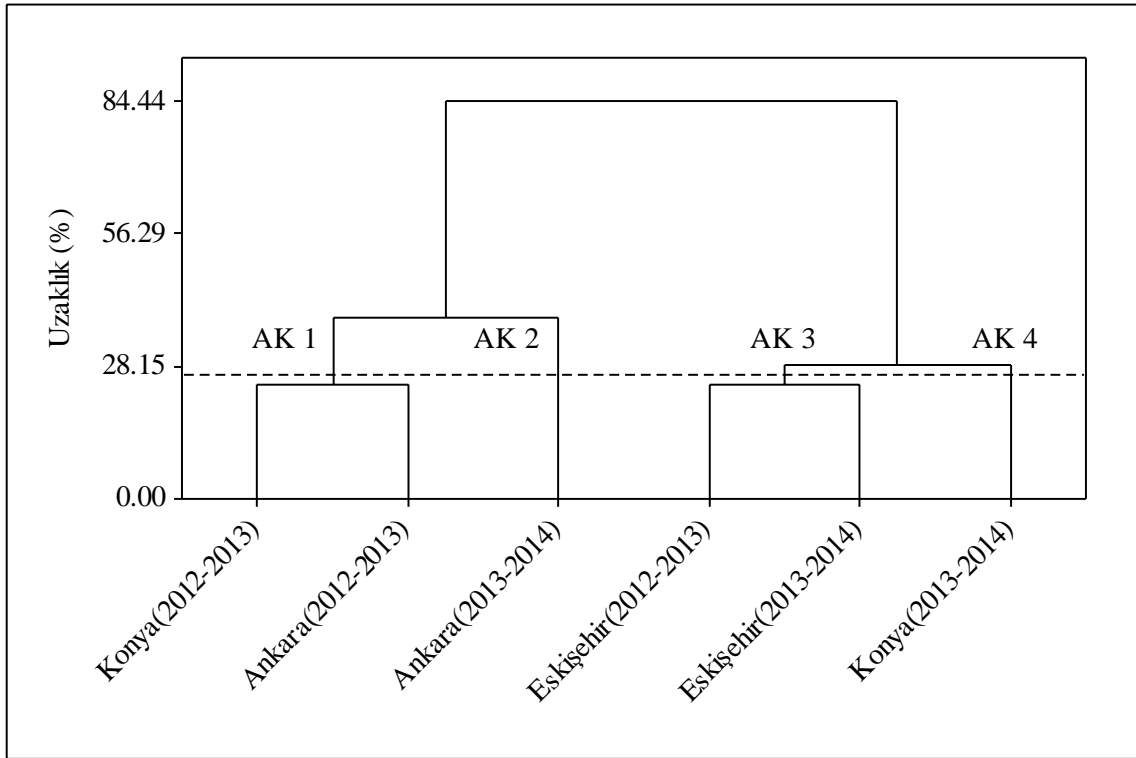 84.44
56.29
28.15
0.00
Uzaklık (%)
AK 1
AK 2
AK 3
AK 4
Konya(2012-2013)
Ankara(2012-2013)
Ankara(2013-2014)
Eskişehir(2012-2013)
Eskişehir(2013-2014)
Konya(2013-2014)